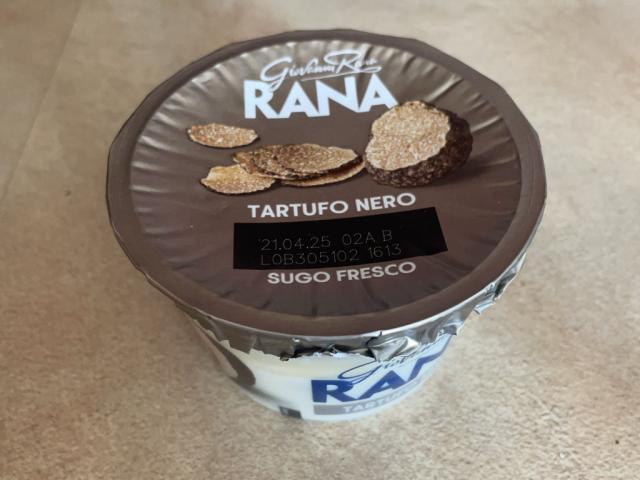 Giovanni Rana
RANA
TARTUFO NERO
21.04.25 02A B
L0B305102 1613
SUGO FRESCO
RANA